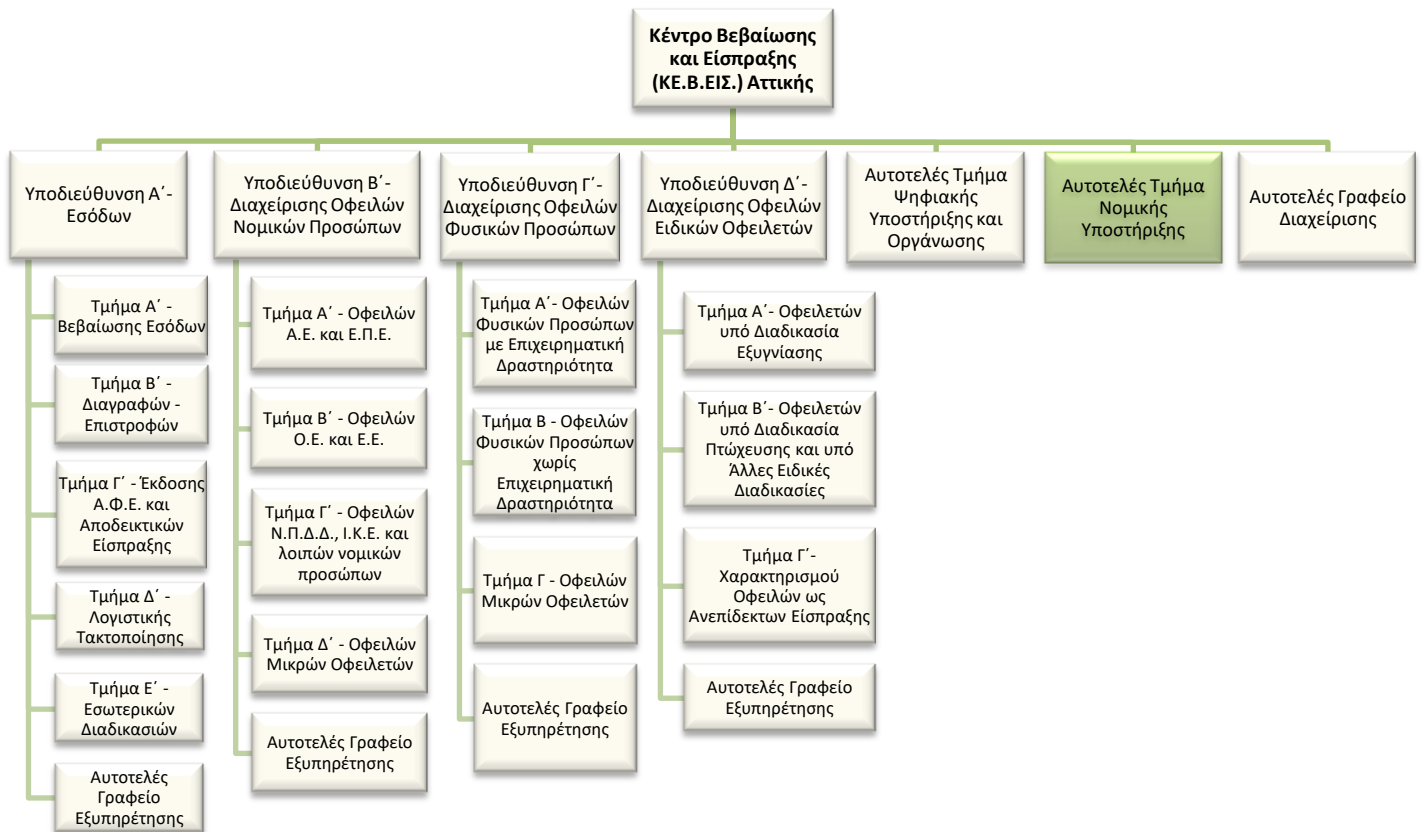 Κέντρο Βεβαίωσης
και Είσπραξης
(ΚΕ.Β.ΕΙΣ.) Αττικής
Υποδιεύθυνση Α΄-
Εσόδων
Τμήμα Α΄ -
Βεβαίωσης Εσόδων
Τμήμα Β΄ -
Διαγραφών -
Επιστροφών
Τμήμα Γ΄ - Έκδοσης
Α.Φ.Ε. και
Αποδεικτικών
Είσπραξης
Τμήμα Δ΄ -
Λογιστικής
Τακτοποίησης
Τμήμα Ε΄ -
Εσωτερικών
Διαδικασιών
Αυτοτελές
Γραφείο
Εξυπηρέτησης
Υποδιεύθυνση Β΄-
Διαχείρισης Οφειλών
Νομικών Προσώπων
Τμήμα Α΄ - Οφειλών
Α.Ε. και Ε.Π.Ε.
Τμήμα Β΄ - Οφειλών
Ο.Ε. και Ε.Ε.
Τμήμα Γ΄ - Οφειλών
Ν.Π.Δ.Δ., Ι.Κ.Ε. και
λοιπών νομικών
προσώπων
Τμήμα Δ΄ - Οφειλών
Μικρών Οφειλετών
Αυτοτελές Γραφείο
Εξυπηρέτησης
Υποδιεύθυνση Γ΄-
Διαχείρισης Οφειλών
Φυσικών Προσώπων
Τμήμα Α΄- Οφειλών
Φυσικών Προσώπων
με Επιχειρηματική
Δραστηριότητα
Τμήμα Β - Οφειλών
Φυσικών Προσώπων
χωρίς
Επιχειρηματική
Δραστηριότητα
Τμήμα Γ - Οφειλών
Μικρών Οφειλετών
Αυτοτελές Γραφείο
Εξυπηρέτησης
Υποδιεύθυνση Δ΄-
Διαχείρισης Οφειλών
Ειδικών Οφειλετών
Τμήμα Α΄- Οφειλετών
υπό Διαδικασία
Εξυγνίασης
Τμήμα Β΄- Οφειλετών
υπό Διαδικασία
Πτώχευσης και υπό
Άλλες Ειδικές
Διαδικασίες
Τμήμα Γ΄-
Χαρακτηρισμού
Οφειλών ως
Ανεπίδεκτων Είσπραξης
Αυτοτελές Γραφείο
Εξυπηρέτησης
Αυτοτελές Τμήμα
Ψηφιακής
Υποστήριξης και
Οργάνωσης
Αυτοτελές Τμήμα
Νομικής
Υποστήριξης
Αυτοτελές Γραφείο
Διαχείρισης